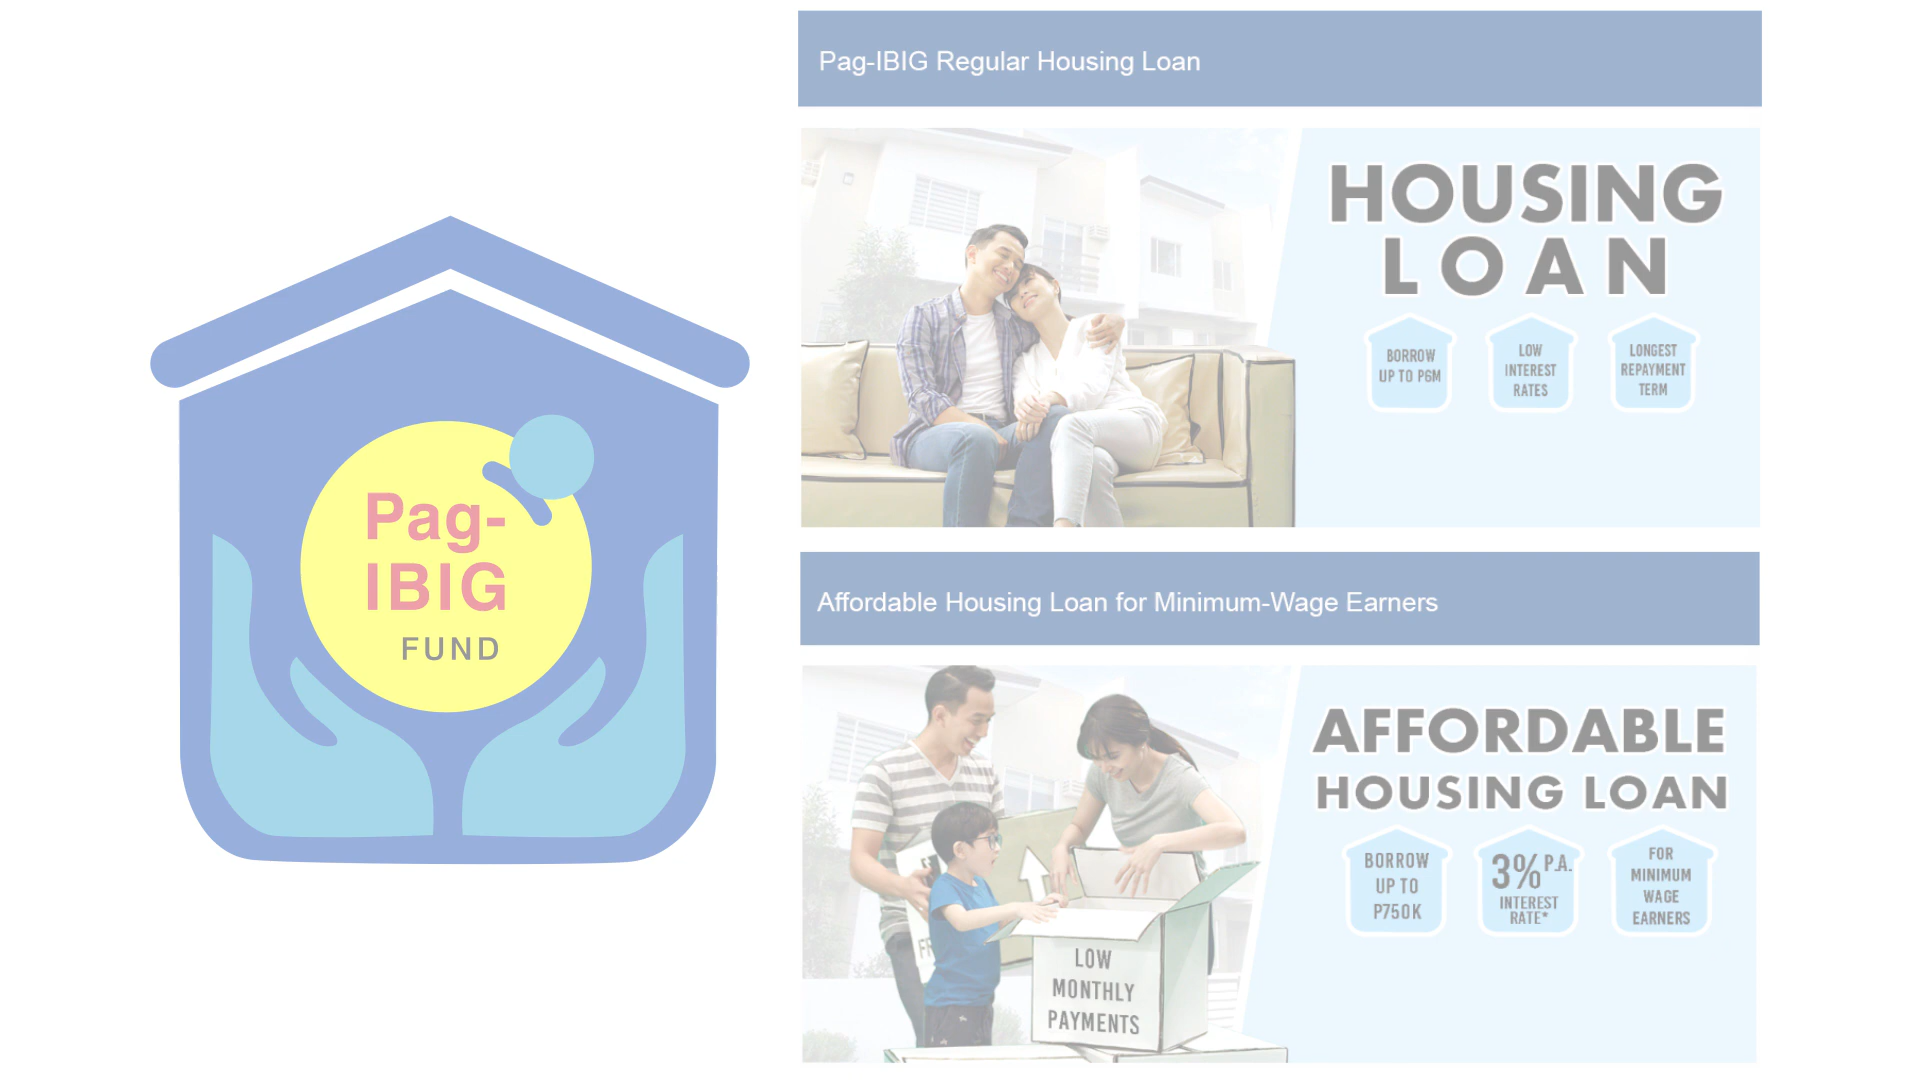 Pag-
IBIG
FUND
Pag-IBIG Regular Housing Loan
HOUSING
LOAN
BORROW
UP TO P6M
LOW
INTEREST
RATES
LONGEST
REPAYMENT
TERM
Affordable Housing Loan for Minimum-Wage Earners
AFFORDABLE
HOUSING LOAN
BORROW
UP TO
P750K
3% P.A.
INTEREST
RATE*
FOR
MINIMUM
WAGE
EARNERS
LOW
MONTHLY
PAYMENTS